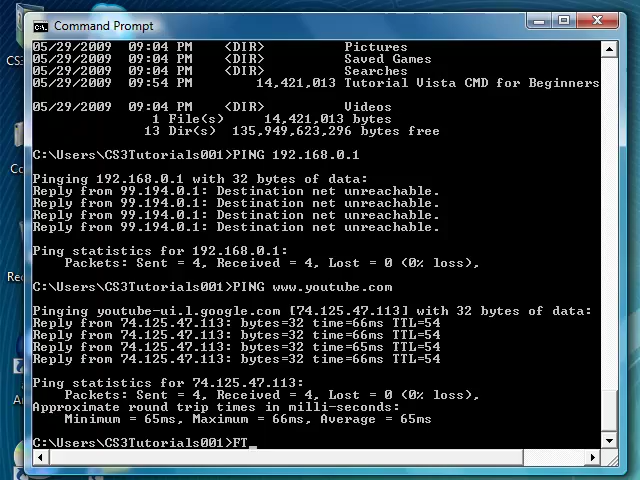 Command Prompt
05/29/2009 09:04 PM <DIR> Pictures
05/29/2009 09:04 PM <DIR> Saved Games
05/29/2009 09:04 PM <DIR> Searches
05/29/2009 09:54 PM 14,421,013 Tutorial Vista CMD for Beginners
05/29/2009 09:04 PM <DIR> Videos
1 File(s) 14,421,013 bytes
13 Dir(s) 135,949,623,296 bytes free
C:\Users\CS3Tutorials001>PING 192.168.0.1
Pinging 192.168.0.1 with 32 bytes of data:
Reply from 99.194.0.1: Destination net unreachable.
Reply from 99.194.0.1: Destination net unreachable.
Reply from 99.194.0.1: Destination net unreachable.
Reply from 99.194.0.1: Destination net unreachable.
Ping statistics for 192.168.0.1:
Packets: Sent = 4, Received = 4, Lost = 0 (0% loss),
C:\Users\CS3Tutorials001>PING www.youtube.com
Pinging youtube-ui.l.google.com [74.125.47.113] with 32 bytes of data:
Reply from 74.125.47.113: bytes=32 time=66ms TTL=54
Reply from 74.125.47.113: bytes=32 time=66ms TTL=54
Reply from 74.125.47.113: bytes=32 time=65ms TTL=54
Reply from 74.125.47.113: bytes=32 time=66ms TTL=54
Ping statistics for 74.125.47.113:
Packets: Sent = 4, Received = 4, Lost = 0 (0% loss),
Approximate round trip times in milli-seconds:
Minimum = 65ms, Maximum = 66ms, Average = 65ms
C:\Users\CS3Tutorials001>FT_